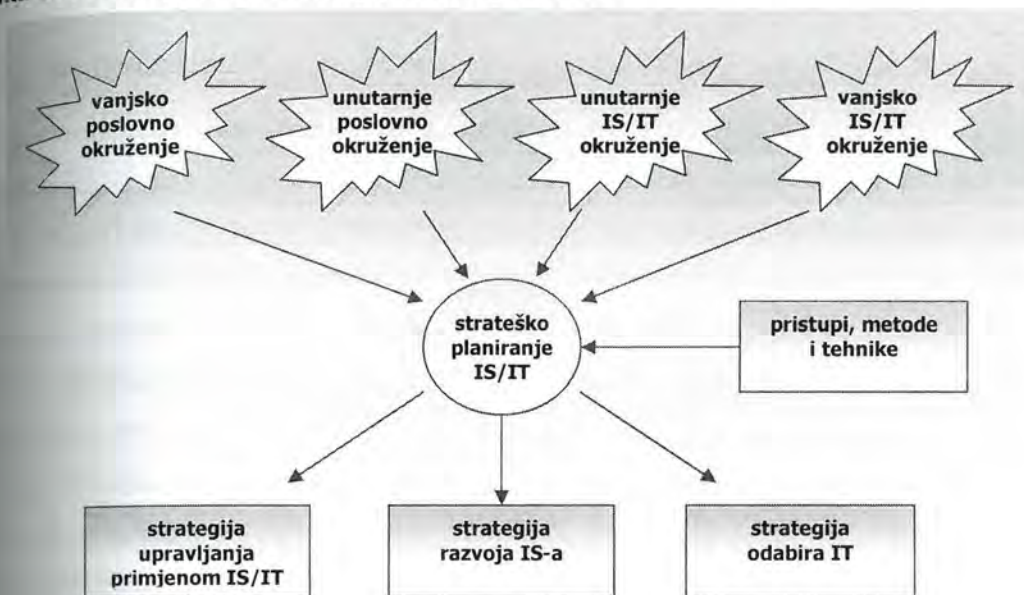 vanjsko
poslovno
okruženje
unutarnje
poslovno
okruženje
unutarnje
IS/IT
okruženje
vanjsko
IS/IT
okruženje
strateško
planiranje
IS/IT
pristupi, metode
i tehnike
strategija
upravljanja
primjenom IS/IT
strategija
razvoja IS-a
strategija
odabira IT